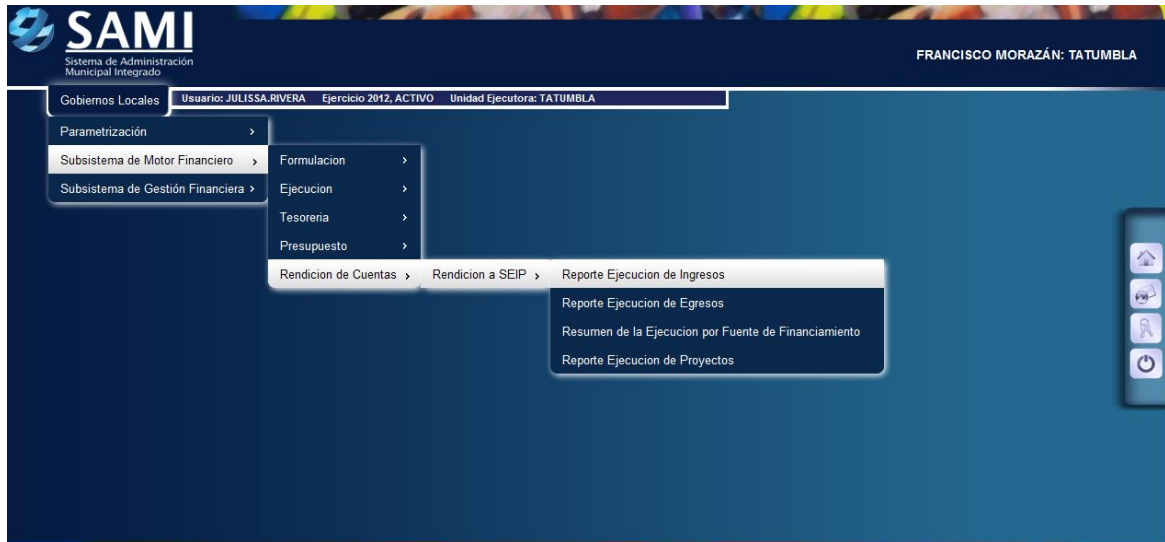 SAMI
Sistema de Administración
Municipal Integrado
FRANCISCO MORAZÁN: TATUMBLA
Gobiernos Locales
Usuario: JULISSA.RIVERA Ejercicio 2012, ACTIVO Unidad Ejecutora: TATUMBLA
Parametrización
Subsistema de Motor Financiero
Subsistema de Gestión Financiera
Formulacion
Ejecucion
Tesoreria
Presupuesto
Rendicion de Cuentas
Rendicion a SEIP
Reporte Ejecucion de Ingresos
Reporte Ejecucion de Egresos
Resumen de la Ejecucion por Fuente de Financiamiento
Reporte Ejecucion de Proyectos